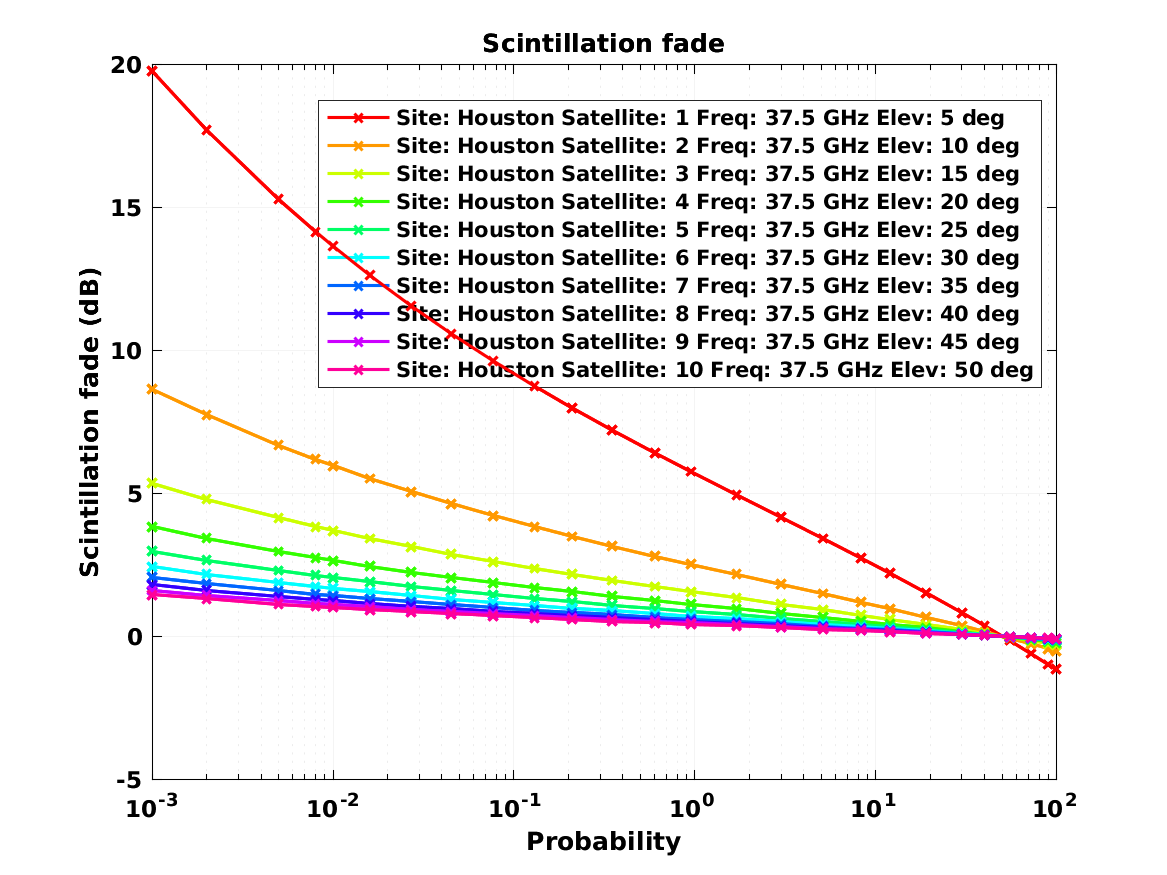 Scintillation fade
20
15
10
5
0
-5
Scintillation fade (dB)
Site: Houston Satellite: 1 Freq: 37.5 GHz Elev: 5 deg
Site: Houston Satellite: 2 Freq: 37.5 GHz Elev: 10 deg
Site: Houston Satellite: 3 Freq: 37.5 GHz Elev: 15 deg
Site: Houston Satellite: 4 Freq: 37.5 GHz Elev: 20 deg
Site: Houston Satellite: 5 Freq: 37.5 GHz Elev: 25 deg
Site: Houston Satellite: 6 Freq: 37.5 GHz Elev: 30 deg
Site: Houston Satellite: 7 Freq: 37.5 GHz Elev: 35 deg
Site: Houston Satellite: 8 Freq: 37.5 GHz Elev: 40 deg
Site: Houston Satellite: 9 Freq: 37.5 GHz Elev: 45 deg
Site: Houston Satellite: 10 Freq: 37.5 GHz Elev: 50 deg
10^-3 10^-2 10^-1 10^0 10^1 10^2
Probability